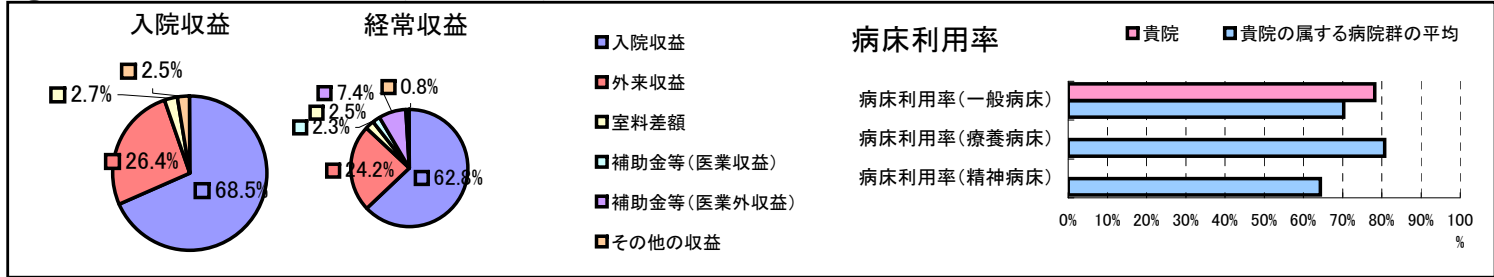 入院収益
2.5%
2.7%
26.4%
68.5%
経常収益
7.4%
0.8%
2.5%
2.3%
24.2%
62.8%
入院収益
外来収益
室料差額
補助金等(医業収益)
補助金等(医業外収益)
その他の収益
病床利用率
貴院
貴院の属する病院群の平均
病床利用率(一般病床)
病床利用率(療養病床)
病床利用率(精神病床)
0% 10% 20% 30% 40% 50% 60% 70% 80% 90% 100
%